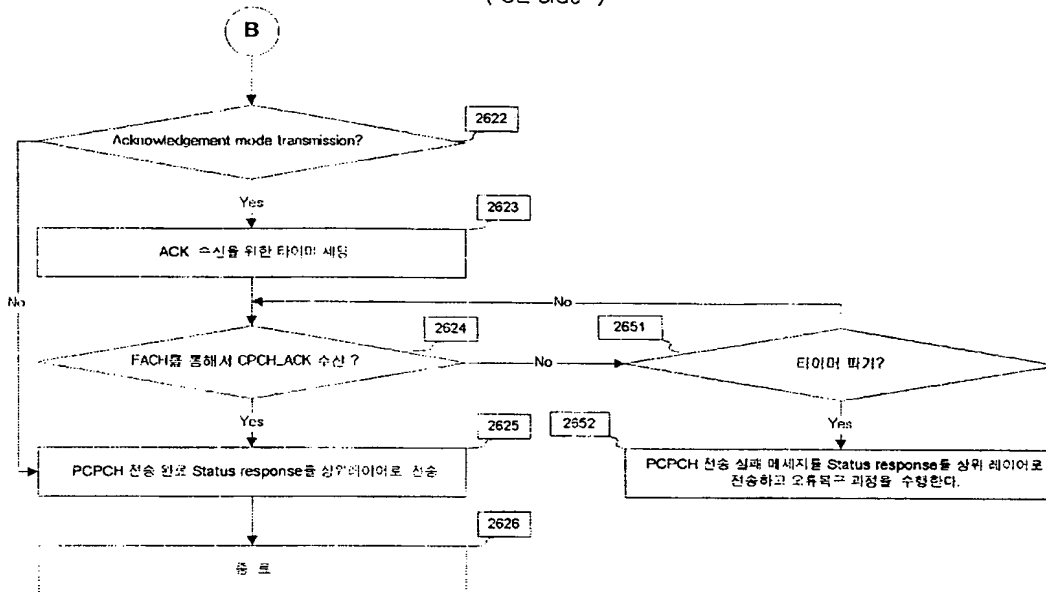 ( UE side )
B
2622
Acknowledgement mode transmission?
Yes
2623
ACK 수신을 위한 타이머 세팅
No
No
2624
2651
FACH를 통해서 CPCH_ACK 수신 ?
No
타이머 만기?
Yes
2625
2652
Yes
PCPCH 전송 완료 Status response를 상위레이어로 전송
PCPCH 전송 실패 메세지를 Status response를 상위 레이어로
전송하고 오류복구 과정을 수행한다.
2626
종 료